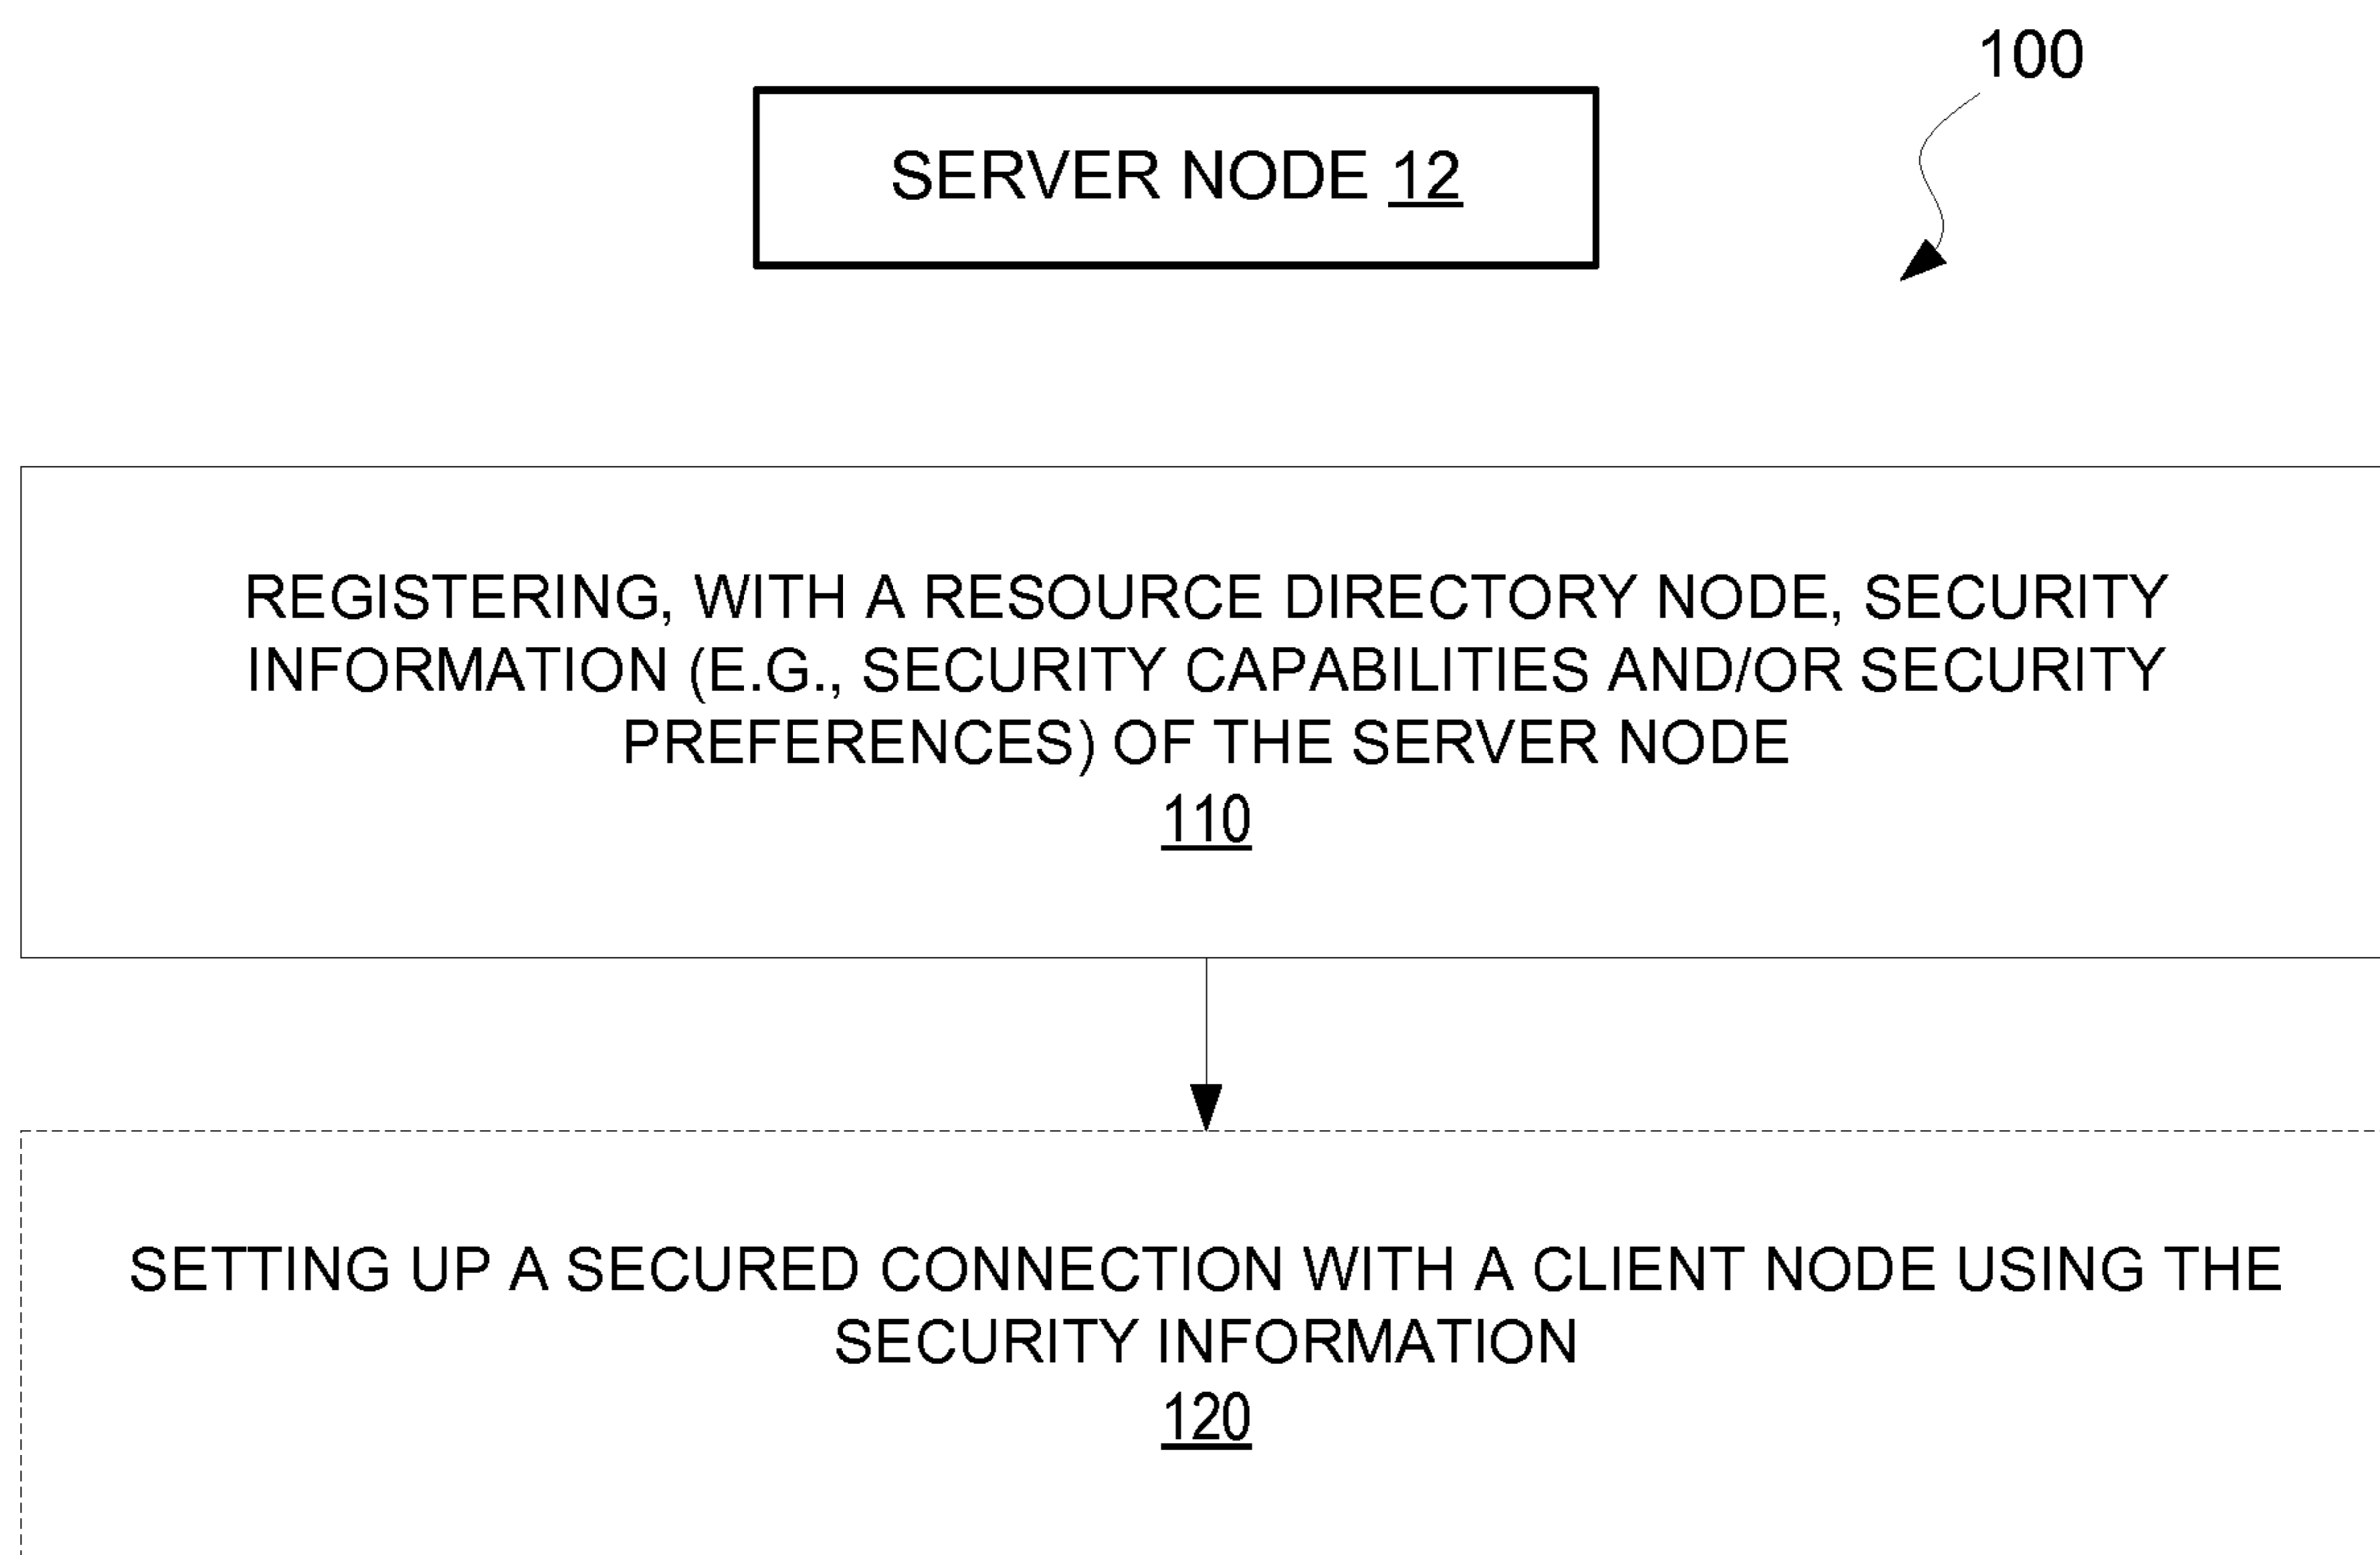 100
SERVER NODE 12
REGISTERING, WITH A RESOURCE DIRECTORY NODE, SECURITY
INFORMATION (E.G., SECURITY CAPABILITIES AND/OR SECURITY
PREFERENCES) OF THE SERVER NODE
110
SETTING UP A SECURED CONNECTION WITH A CLIENT NODE USING THE
SECURITY INFORMATION
120